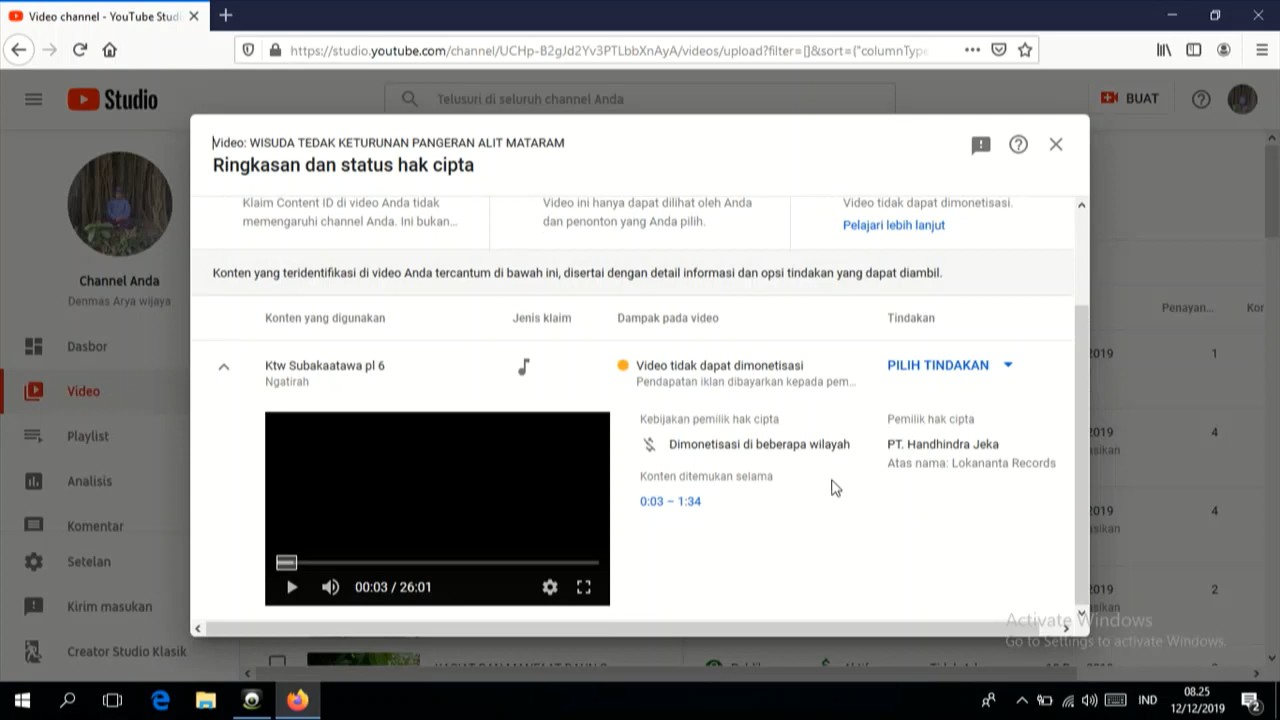 Video channel - YouTube Studi
https://studio.youtube.com/channel/UCHp-B2gJd2Yv3PTLbbXnAyA/videos/upload?filter=[]&sort={"columnType
Studio
Telusuri di seluruh channel Anda
BUAT
Channel Anda
Denmas Arya wijaya
Dasbor
Video
Playlist
Analisis
Komentar
Setelan
Kirim masukan
Creator Studio Klasik
Video: WISUDA TEDAK KETURUNAN PANGERAN ALIT MATARAM
Ringkasan dan status hak cipta
Klaim Content ID di video Anda tidak
memengaruhi channel Anda. Ini bukan...
Video ini hanya dapat dilihat oleh Anda
dan penonton yang Anda pilih.
Video tidak dapat dimonetisasi.
Pelajari lebih lanjut
Konten yang teridentifikasi di video Anda tercantum di bawah ini, disertai dengan detail informasi dan opsi tindakan yang dapat diambil.
Konten yang digunakan Jenis klaim Dampak pada video Tindakan
Ktw Subakaatawa pl 6
Ngatirah
Video tidak dapat dimonetisasi
Pendapatan iklan dibayarkan kepada pem...
PILIH TINDAKAN
Kebijakan pemilik hak cipta
Dimonetisasi di beberapa wilayah
Konten ditemukan selama
0:03 – 1:34
Pemilik hak cipta
PT. Handhindra Jeka
Atas nama: Lokananta Records
00:03 / 26:01
Penayan... Kor
2019 1
2019 4
sikan
2019 4
sikan
2019 2
sikan
Activate Windows
Go to Settings to activate Windows.
IND
08.25
12/12/2019
2